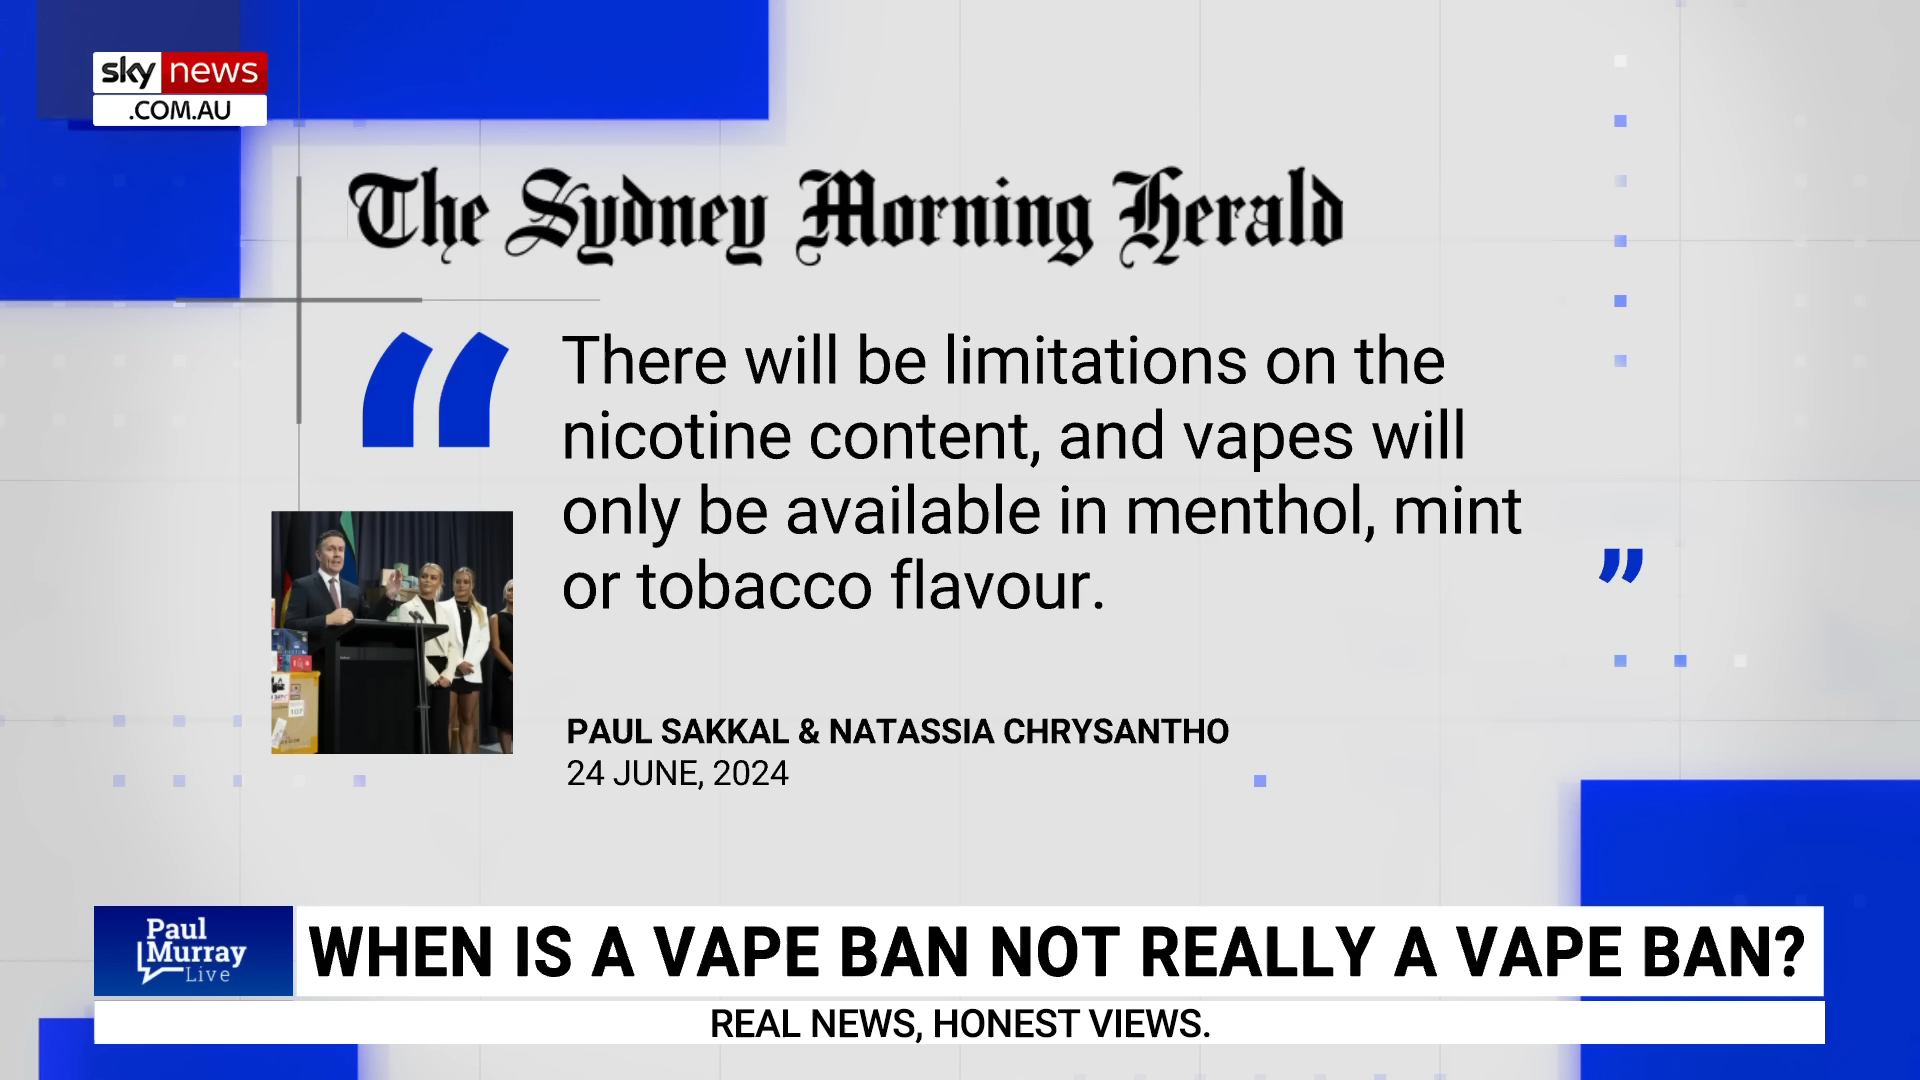 sky news
.COM.AU
The Sydney Morning Herald
“There will be limitations on the
nicotine content, and vapes will
only be available in menthol, mint
or tobacco flavour.”
PAUL SAKKAL & NATASSIA CHRYSANTHO
24 JUNE, 2024
Paul
Murray
Live
WHEN IS A VAPE BAN NOT REALLY A VAPE BAN?
REAL NEWS, HONEST VIEWS.